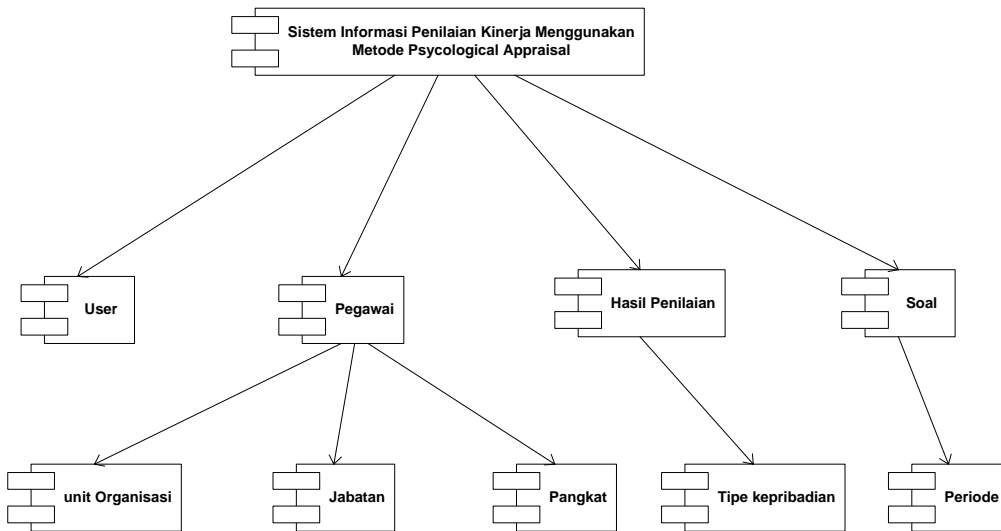 Sistem Informasi Penilaian Kinerja Menggunakan
Metode Psycological Appraisal
User
Pegawai
Hasil Penilaian
Soal
unit Organisasi
Jabatan
Pangkat
Tipe kepribadian
Periode